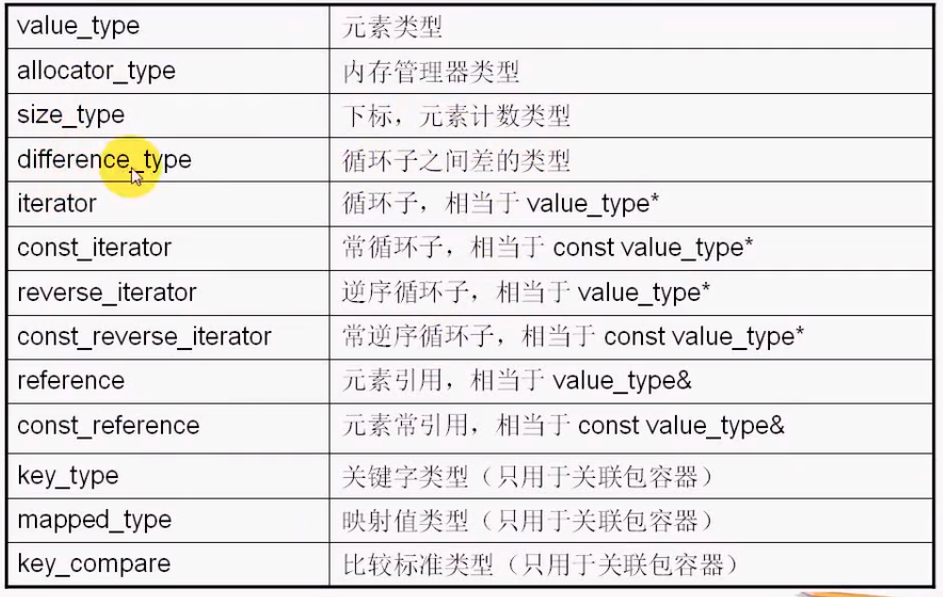 value_type 元素类型
allocator_type 内存管理器类型
size_type 下标，元素计数类型
difference_type 循环子之间差的类型
iterator 循环子，相当于 value_type*
const_iterator 常循环子，相当于 const value_type*
reverse_iterator 逆序循环子，相当于 value_type*
const_reverse_iterator 常逆序循环子，相当于 const value_type*
reference 元素引用，相当于 value_type&
const_reference 元素常引用，相当于 const value_type&
key_type 关键字类型（只用于关联包容器）
mapped_type 映射值类型（只用于关联包容器）
key_compare 比较标准类型（只用于关联包容器）